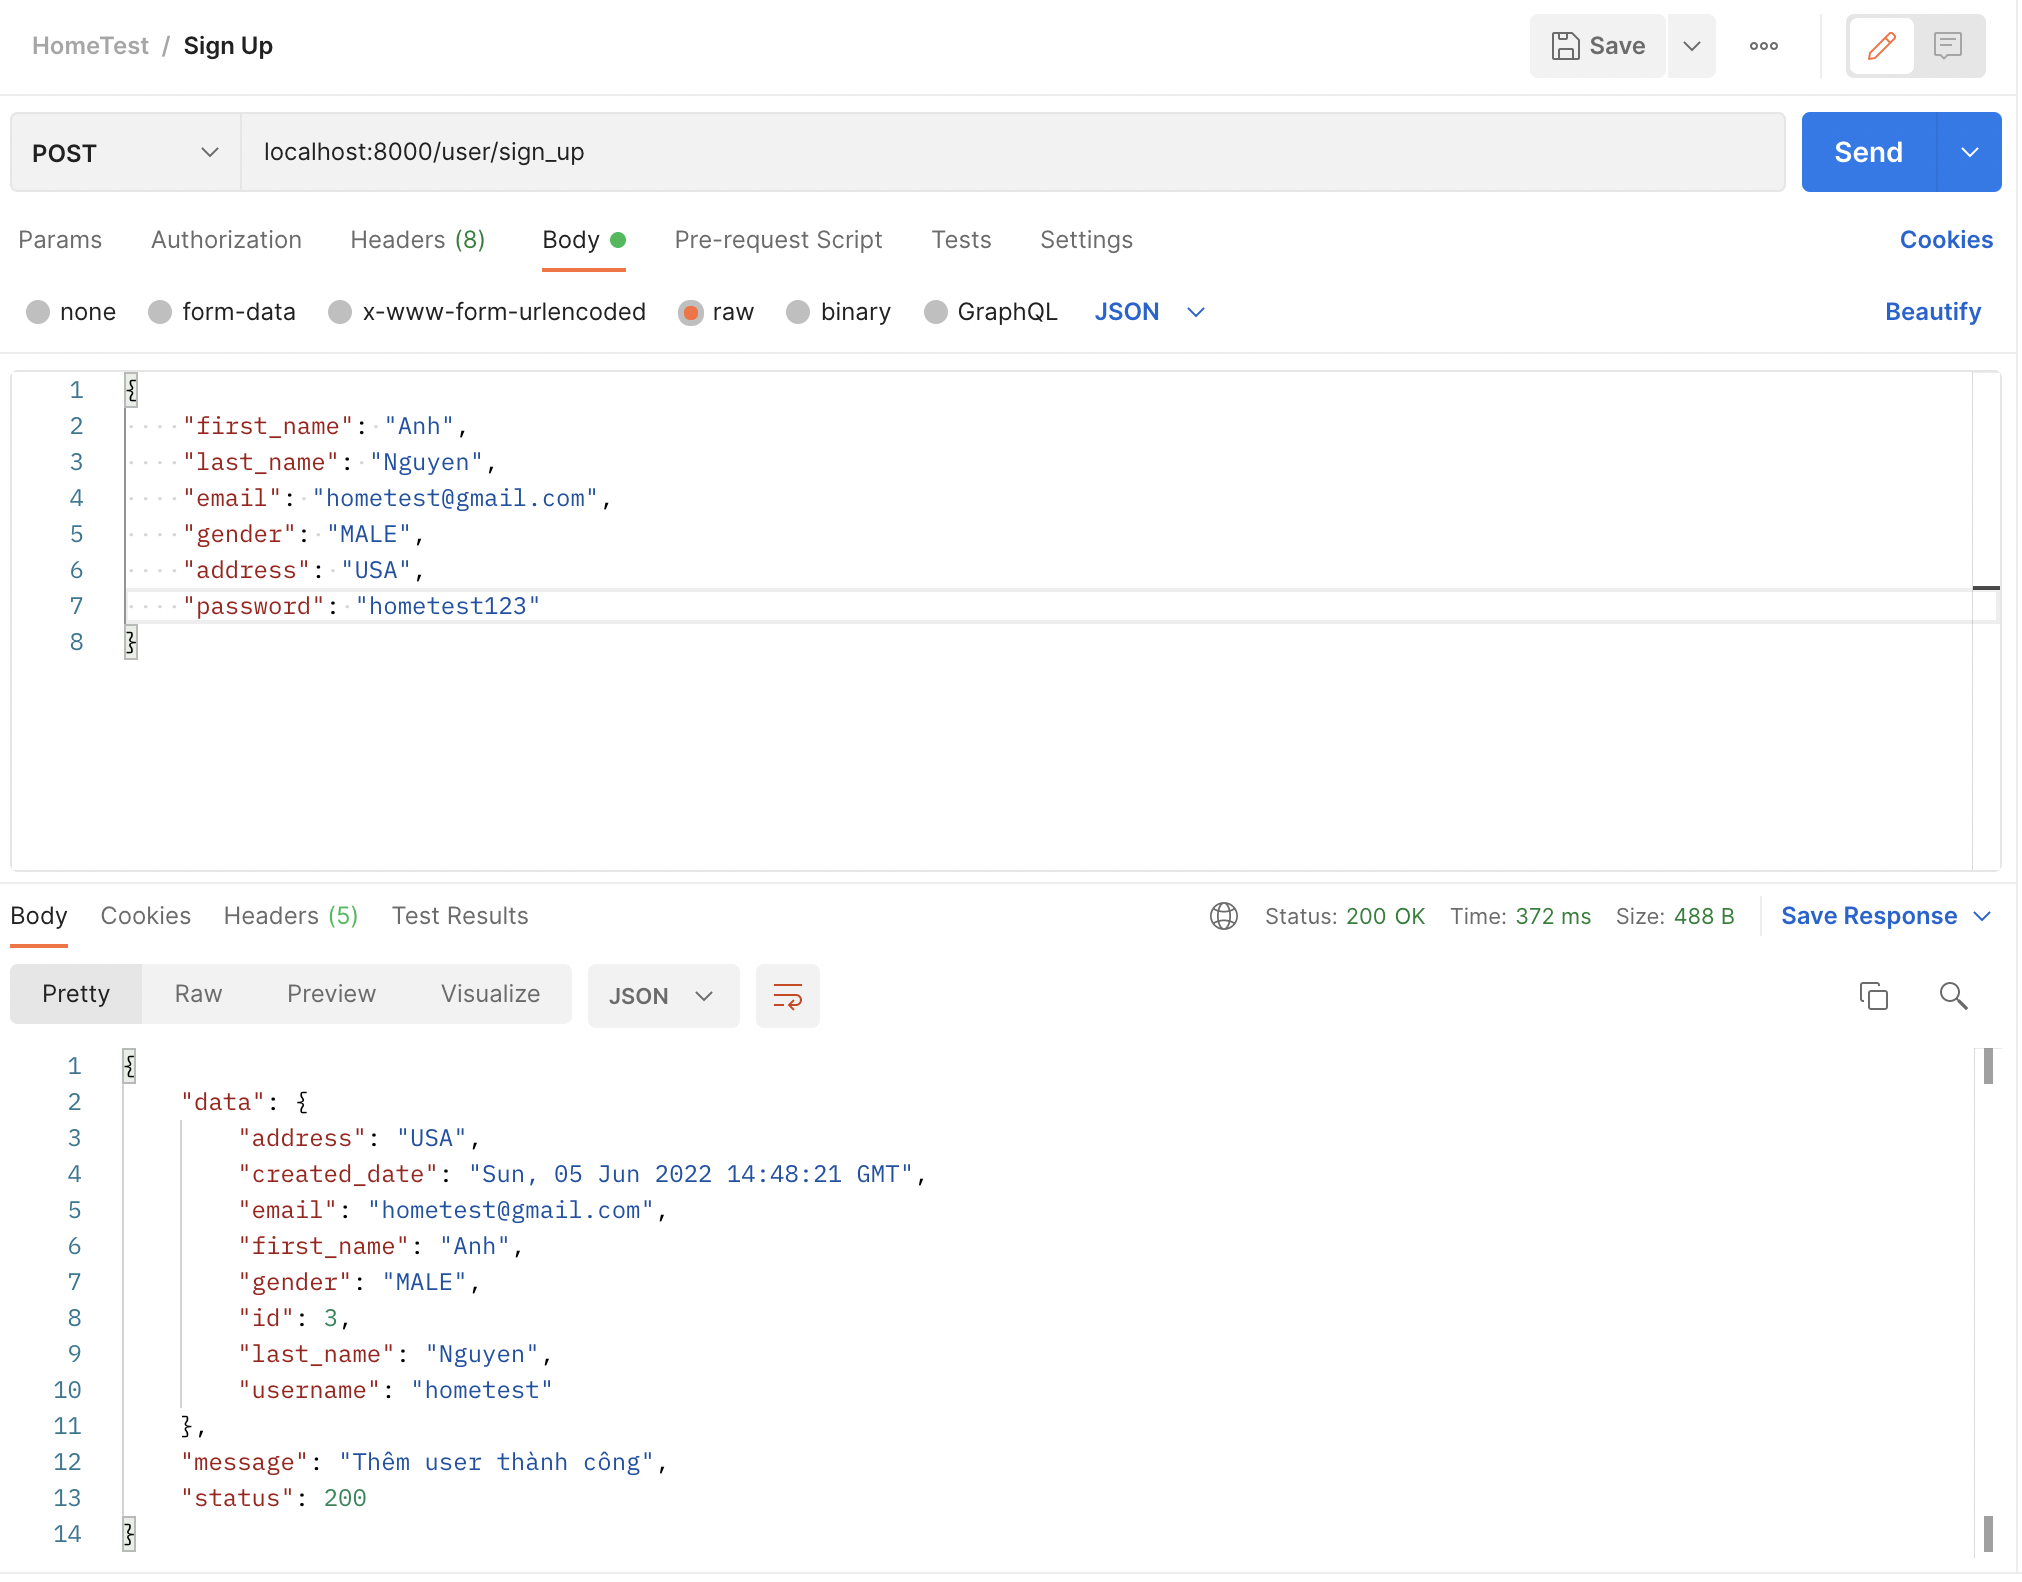 HomeTest / Sign Up
Save
POST
localhost:8000/user/sign_up
Send
Params Authorization Headers (8) Body Pre-request Script Tests Settings Cookies
none form-data x-www-form-urlencoded raw binary GraphQL JSON Beautify
1 {
2 "first_name": "Anh",
3 "last_name": "Nguyen",
4 "email": "hometest@gmail.com",
5 "gender": "MALE",
6 "address": "USA",
7 "password": "hometest123"
8 }
Body Cookies Headers (5) Test Results Status: 200 OK Time: 372 ms Size: 488 B Save Response
Pretty Raw Preview Visualize JSON
1 {
2 "data": {
3 "address": "USA",
4 "created_date": "Sun, 05 Jun 2022 14:48:21 GMT",
5 "email": "hometest@gmail.com",
6 "first_name": "Anh",
7 "gender": "MALE",
8 "id": 3,
9 "last_name": "Nguyen",
10 "username": "hometest"
11 },
12 "message": "Thêm user thành công",
13 "status": 200
14 }